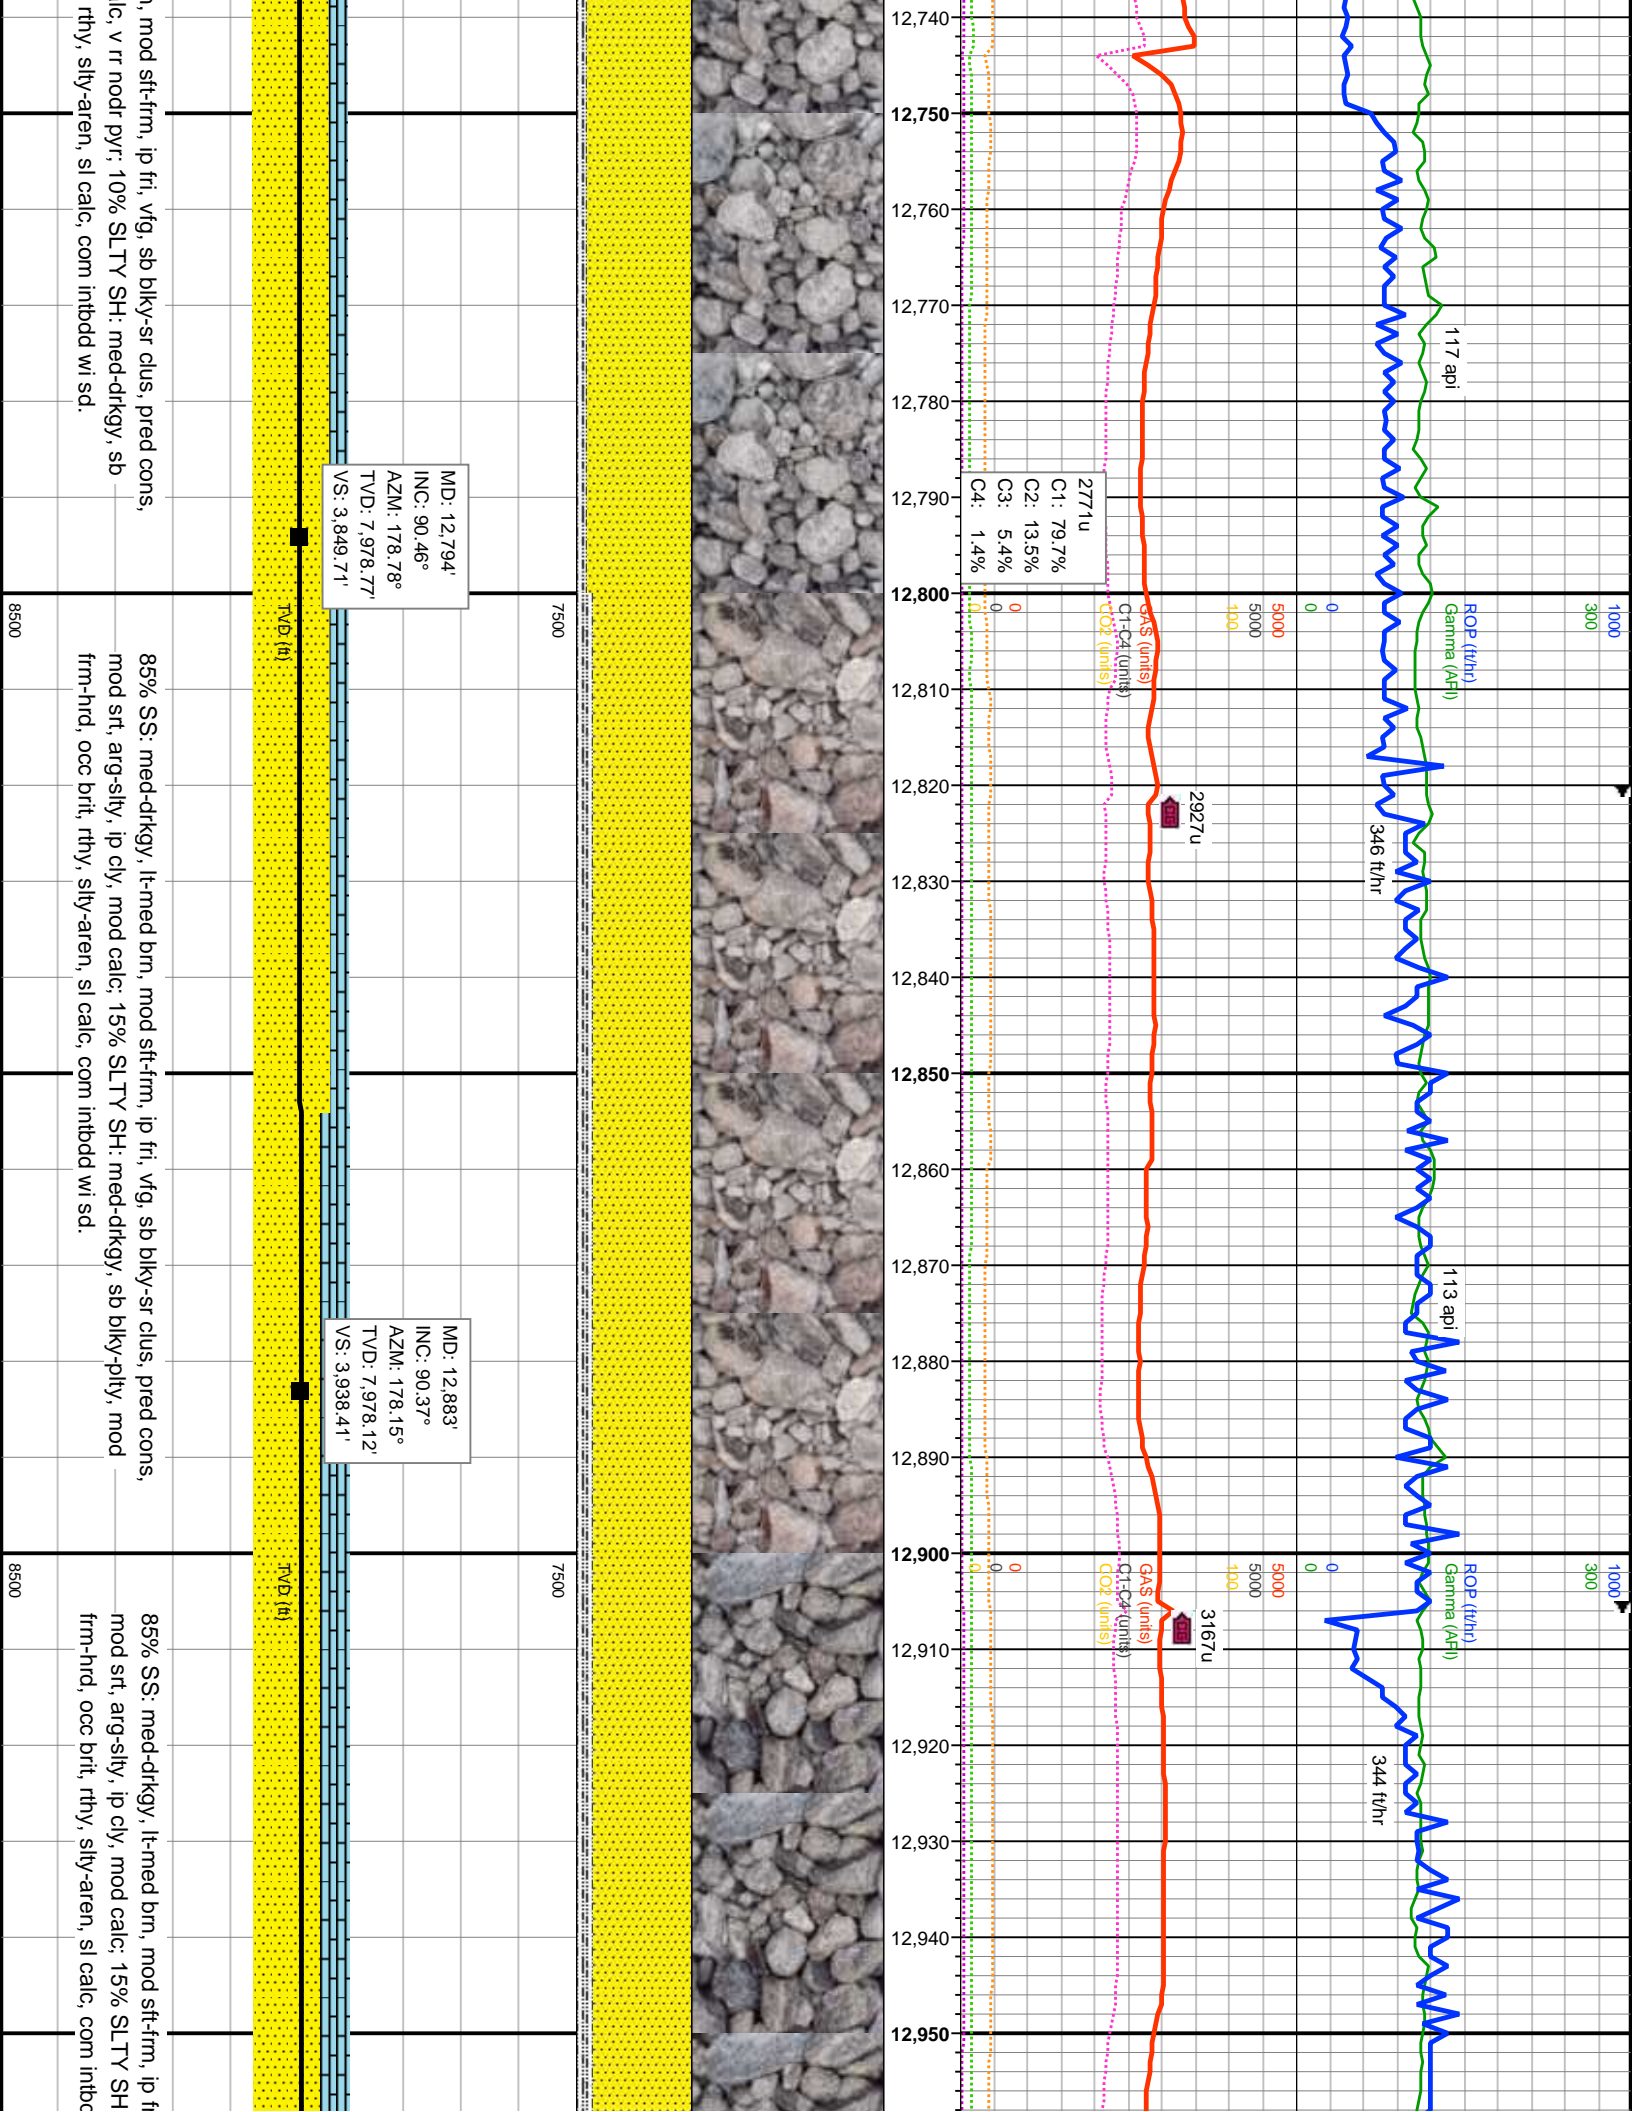 1000
300
ROP (ft/hr)
Gamma (API)
0
0
117 api
346 ft/hr
113 api
1000
300
ROP (ft/hr)
Gamma (API)
0
0
344 ft/hr
5000
5000
100
GAS (units)
C1-C4 (units)
CO2 (units)
0
0
0
2771u
C1: 79.7%
C2: 13.5%
C3: 5.4%
C4: 1.4%
2927u
3167u
5000
5000
100
GAS (units)
C1-C4 (units)
CO2 (units)
0
0
0
12,740
12,750
12,760
12,770
12,780
12,790
12,800
12,810
12,820
12,830
12,840
12,850
12,860
12,870
12,880
12,890
12,900
12,910
12,920
12,930
12,940
12,950
7500
7500
MD: 12,794'
INC: 90.46°
AZM: 178.78°
TVD: 7,978.77'
VS: 3,849.71'
MD: 12,883'
INC: 90.37°
AZM: 178.15°
TVD: 7,978.12'
VS: 3,938.41'
TVD (ft)
TVD (ft)
mod sft-frm, ip fri, vfg, sb blky-sr clus, pred cons,
v rr nodr pyr; 10% SLTY SH: med-drkgy, sb
rthy, slty-aren, sl calc, com intbdd wi sd.
85% SS: med-drkgy, lt-med brn, mod sft-frm, ip fri, vfg, sb blky-sr clus, pred cons,
mod srt, arg-slty, ip cly, mod calc; 15% SLTY SH: med-drkgy, sb blky-plty, mod
frm-hrd, occ brit, rthy, slty-aren, sl calc, com intbdd wi sd.
85% SS: med-drkgy, lt-med brn, mod sft-frm, ip
mod srt, arg-slty, ip cly, mod calc; 15% SLTY SH
frm-hrd, occ brit, rthy, slty-aren, sl calc, com
8500
8500